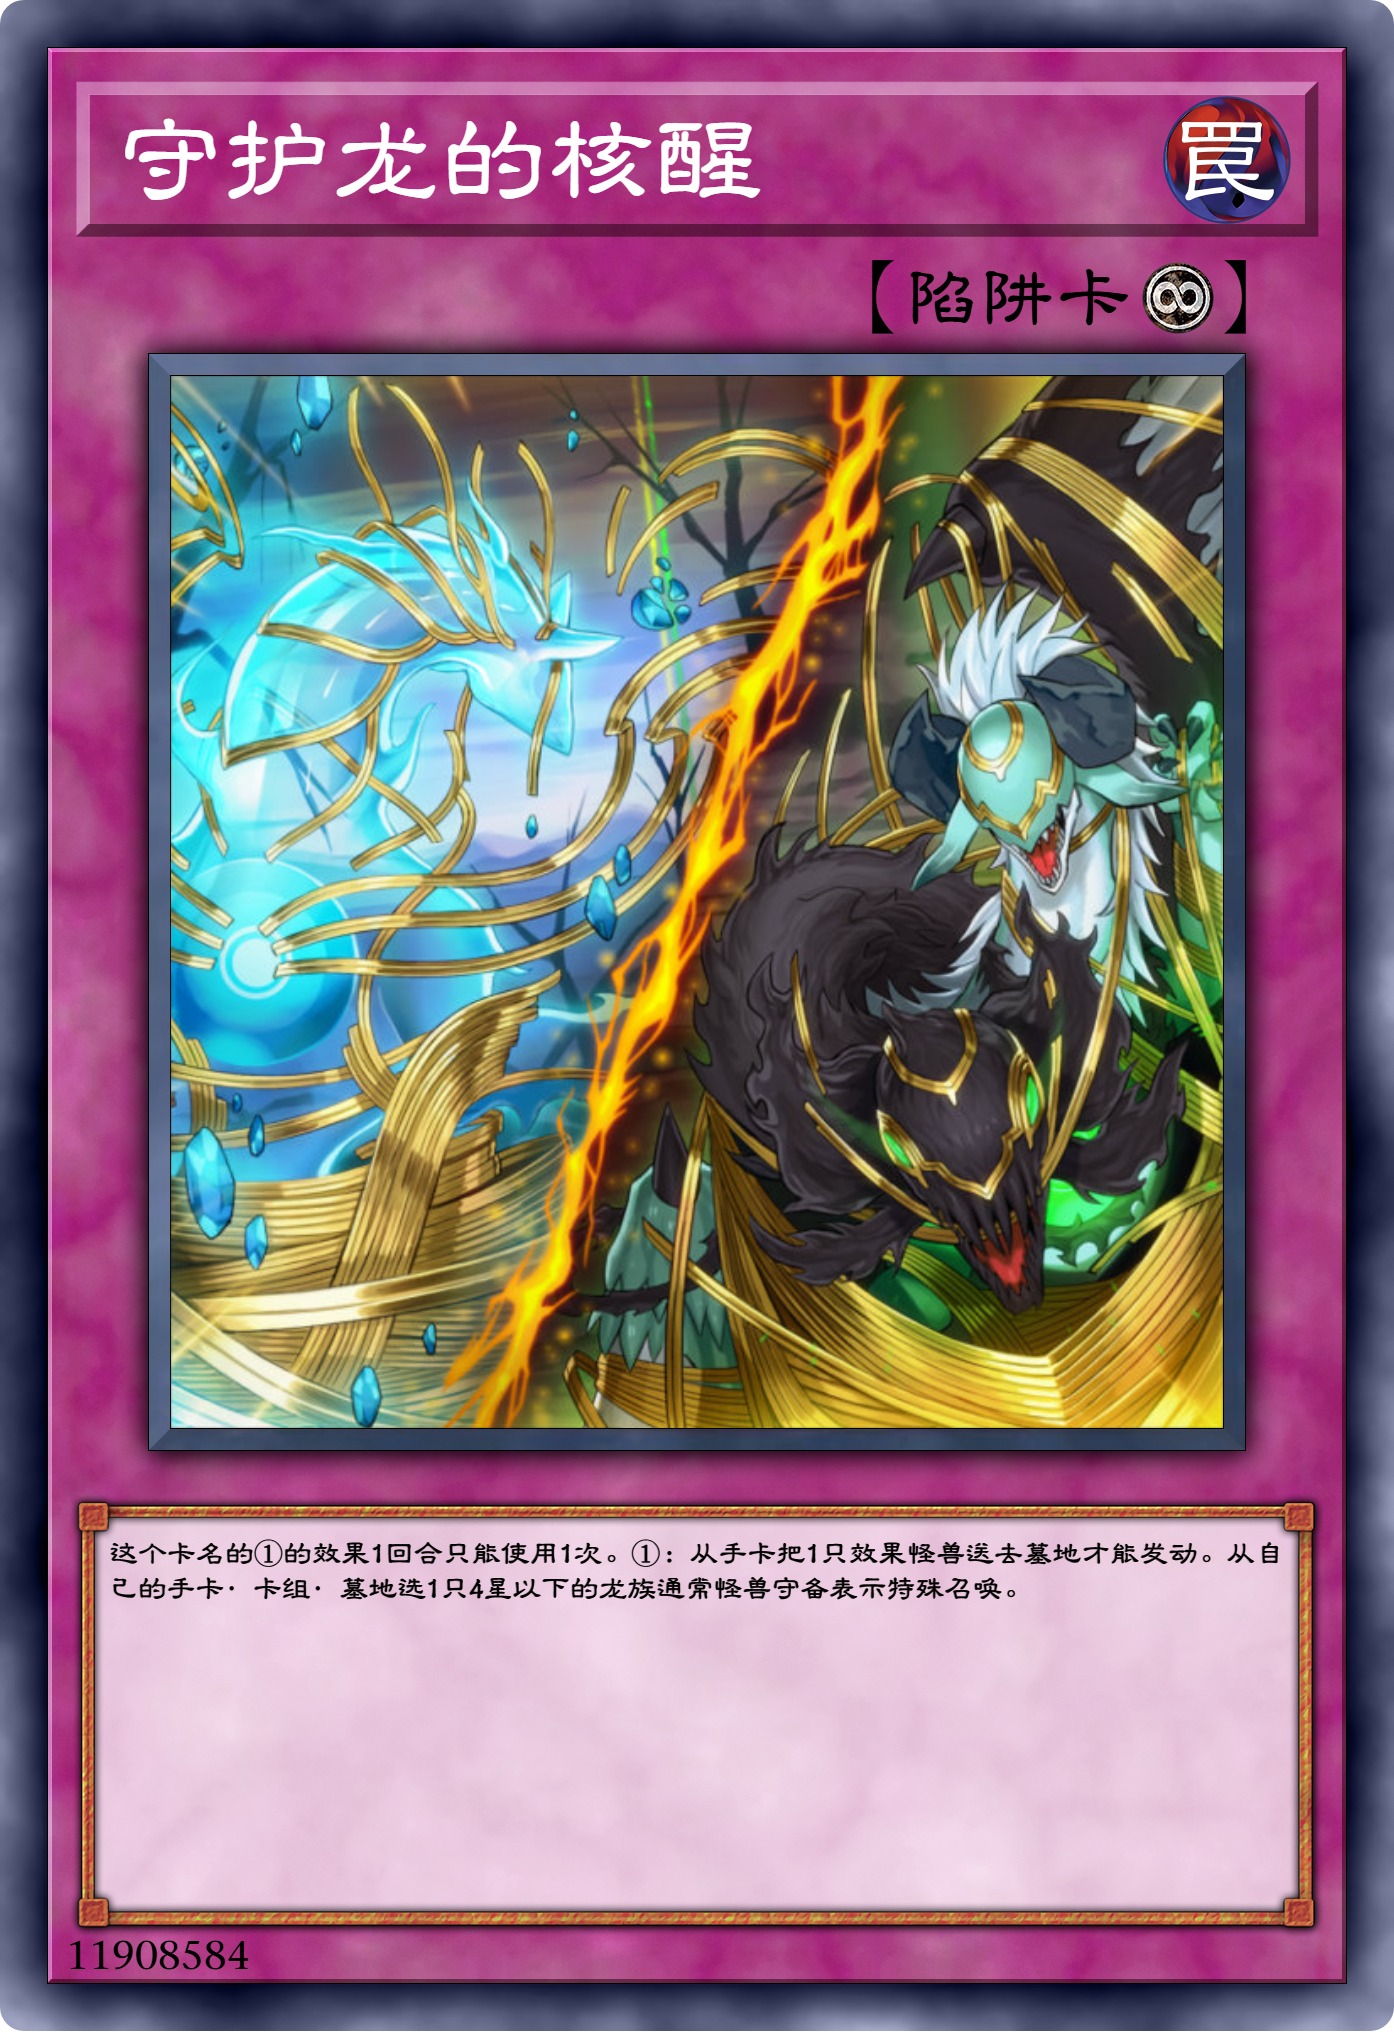 守护龙的核醒
罠
【陷阱卡】
这个卡名的①的效果1回合只能使用1次。①：从手卡把1只效果怪兽送去墓地才能发动。从自
己的手卡·卡组·墓地选1只4星以下的龙族通常怪兽守备表示特殊召唤。
11908584